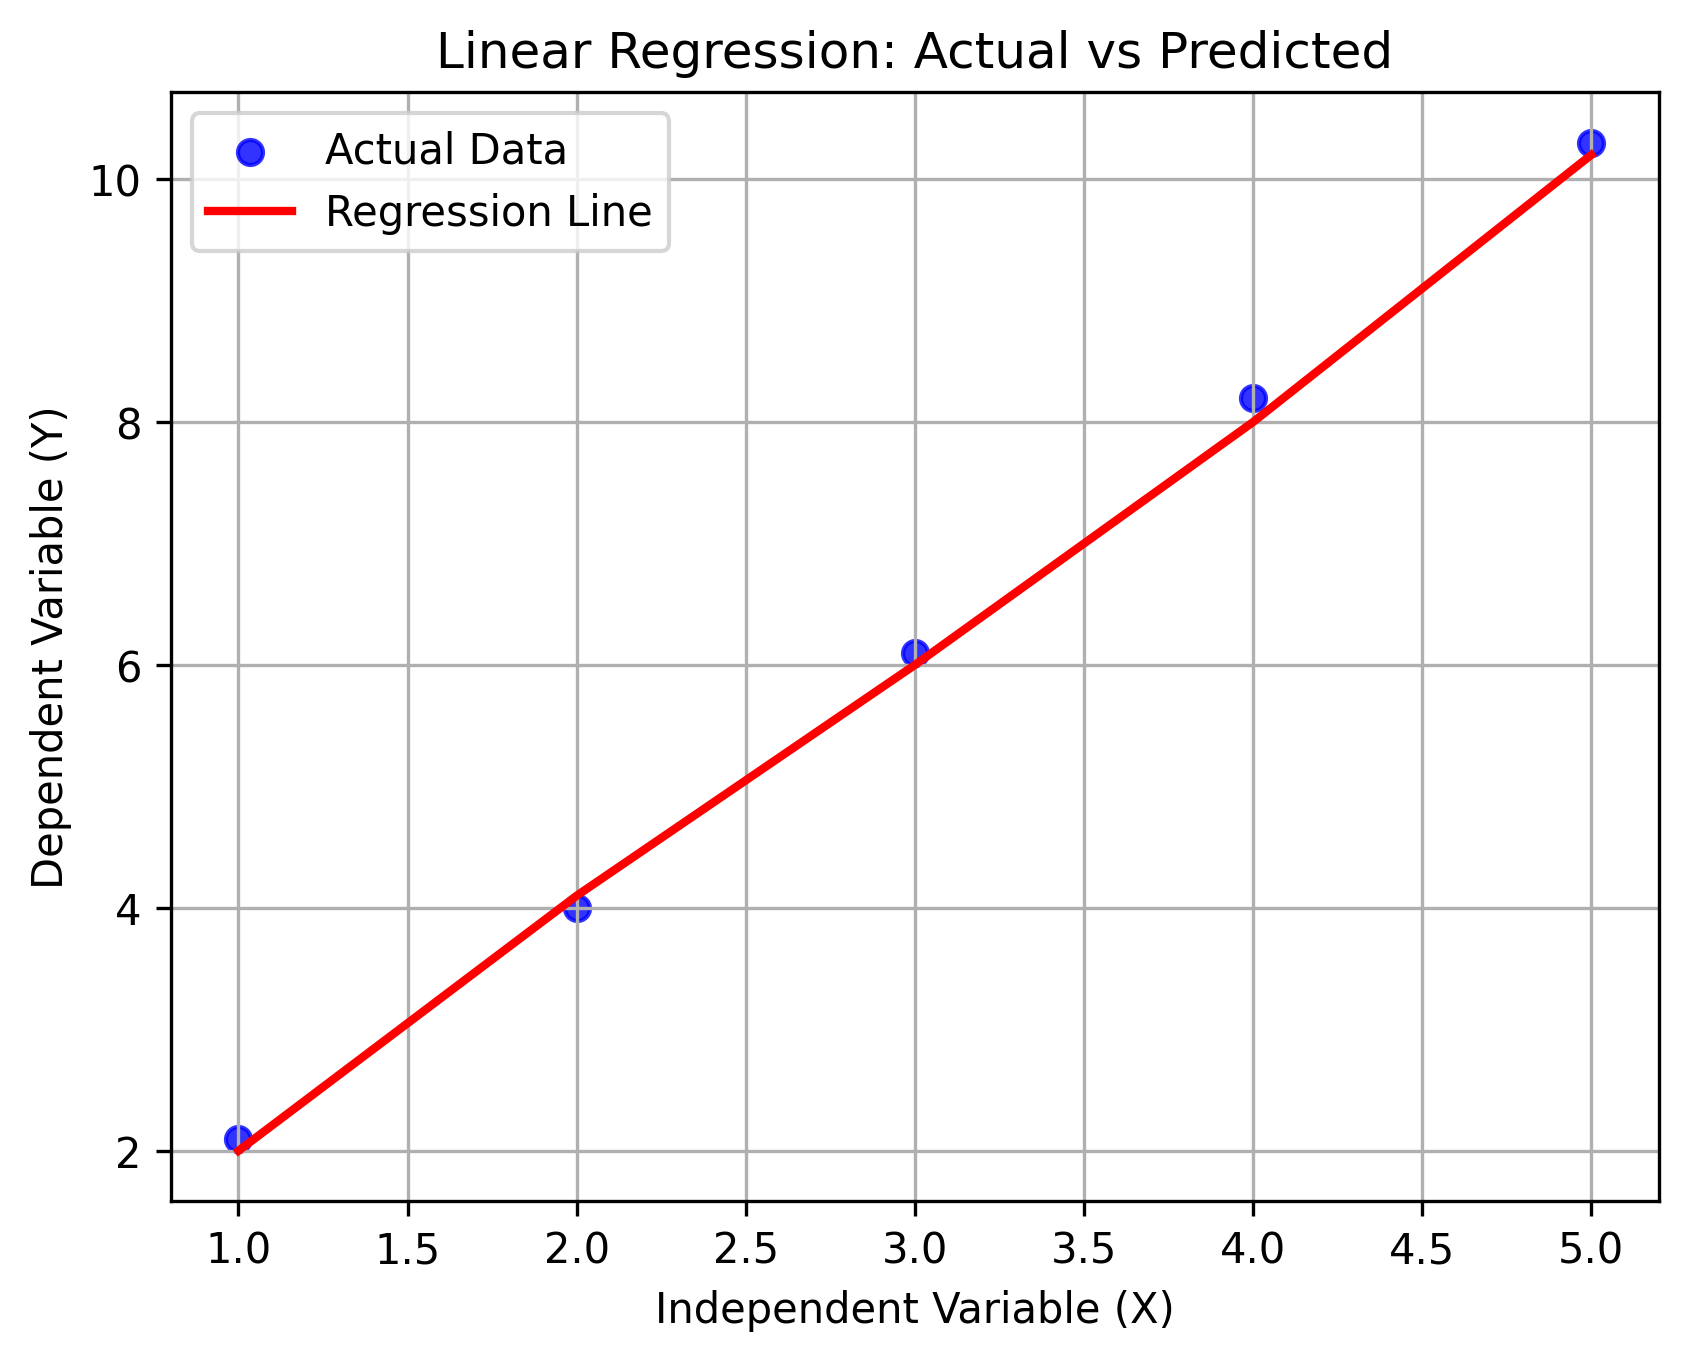 Linear Regression: Actual vs Predicted
Actual Data
Regression Line
10
8
6
4
2
Dependent Variable (Y)
1.0 1.5 2.0 2.5 3.0 3.5 4.0 4.5 5.0
Independent Variable (X)